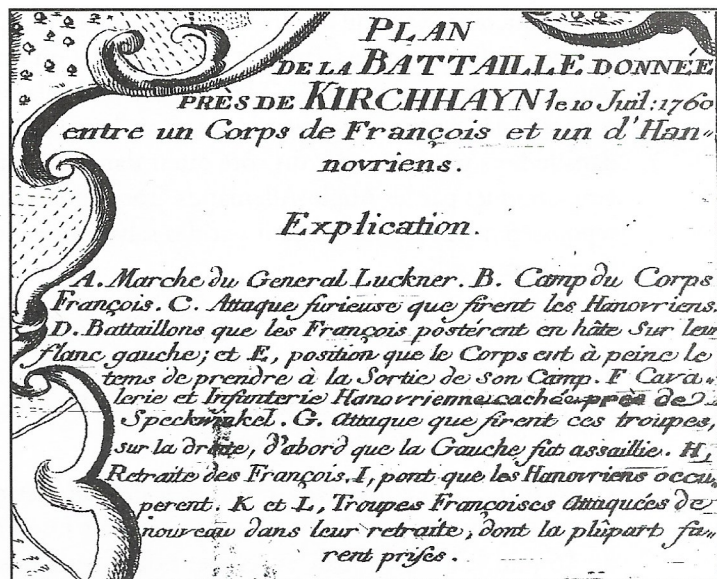 PLAN
DE LA BATTAILLE DONNÉE
PRÈS DE KIRCHHAYN le 10 Juil: 1760
entre un Corps de François et un d'Han„
novriens.
Explication.
A. Marche du General Luckner. B. Camp du Corps
François. C. Attaque furieuse que firent les Hanovriens.
D. Battaillons que les François postérent en hâte Sur leur
flanc gauche; et E, position que le Corps eut à peine le
tems de prendre à la Sortie de son Camp. F Cava„
lerie et Infanterie Hanovrienne cachée près de
Speckwinkel. G. Attaque que firent ces troupes,
sur la droite, d'abord que la Gauche fut assaillie. H,
Retraite des François. I, pont que les Hanovriens occu„
perent. K et L, Troupes Françoises Attaquées de
nouveau dans leur retraite, dont la plûpart fu„
rent prises.